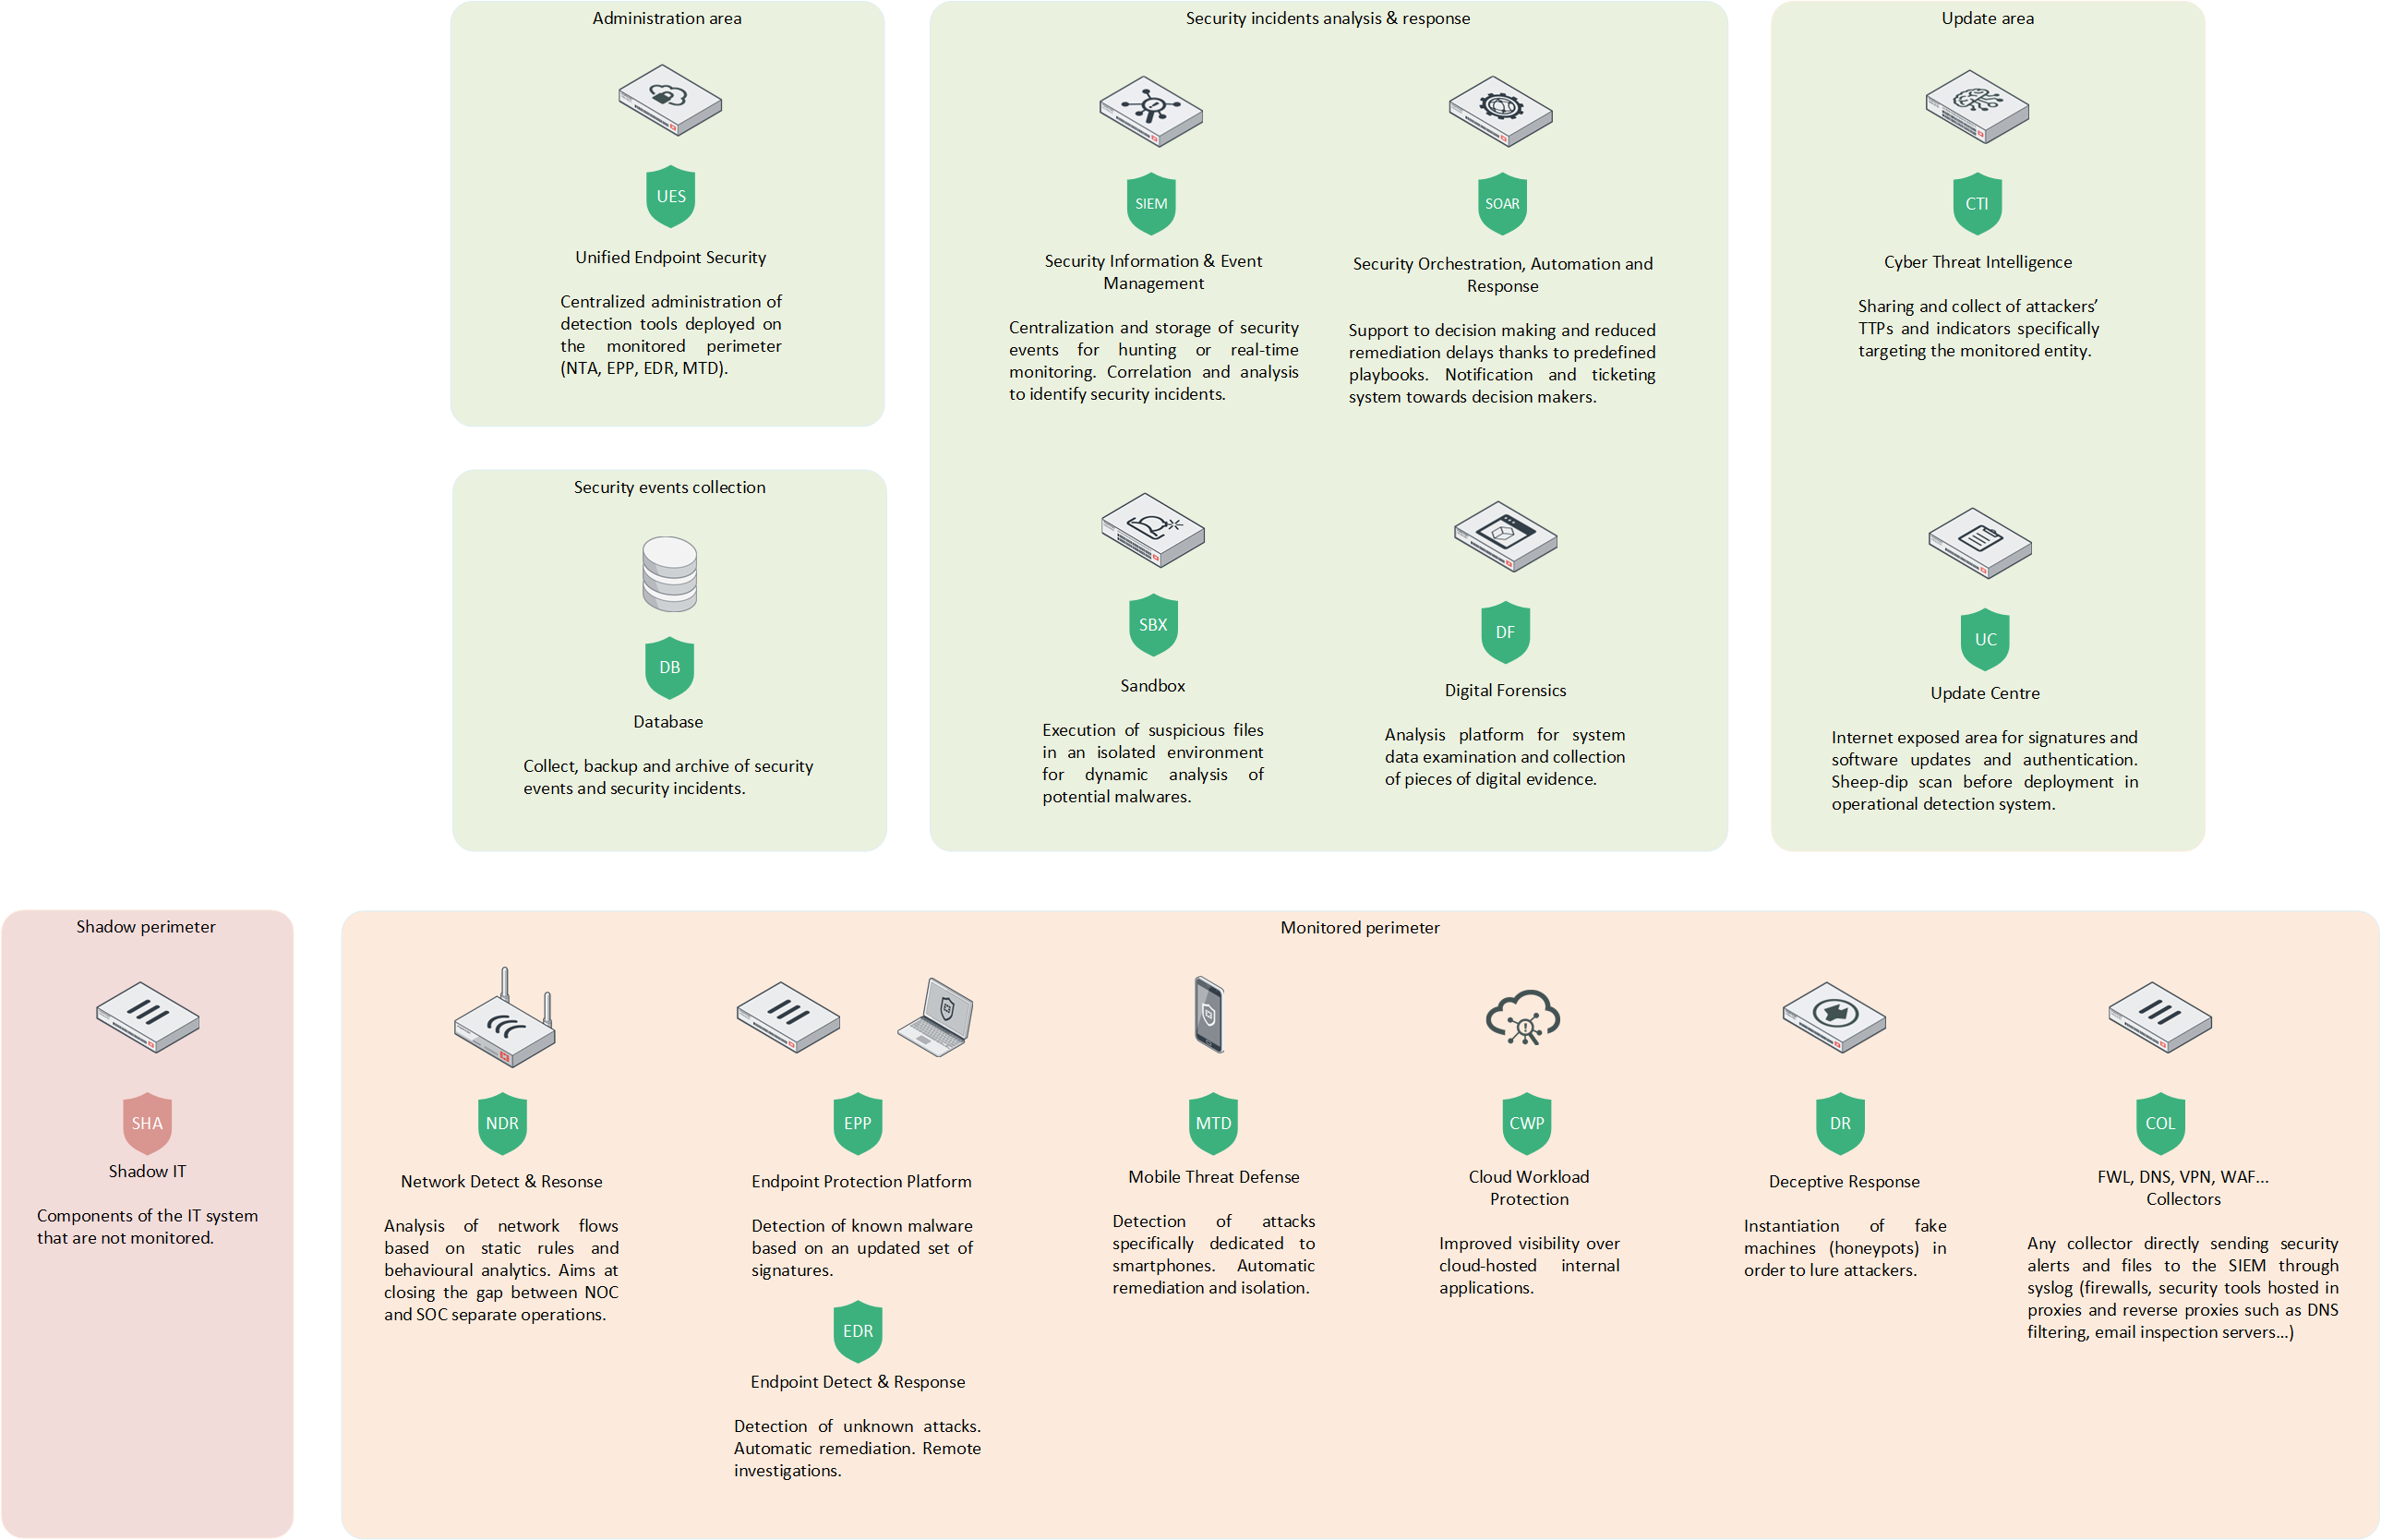 Administration area
UES
Unified Endpoint Security
Centralized administration of
detection tools deployed on
the monitored perimeter
(NTA, EPP, EDR, MTD).
Security incidents analysis & response
SIEM
Security Information & Event
Management
Centralization and storage of security
events for hunting or real-time
monitoring. Correlation and analysis
to identify security incidents.
SOAR
Security Orchestration, Automation and
Response
Support to decision making and reduced
remediation delays thanks to predefined
playbooks. Notification and ticketing
system towards decision makers.
Update area
CTI
Cyber Threat Intelligence
Sharing and collect of attackers’
TTPs and indicators specifically
targeting the monitored entity.
Security events collection
DB
Database
Collect, backup and archive of security
events and security incidents.
SBX
Sandbox
Execution of suspicious files
in an isolated environment
for dynamic analysis of
potential malwares.
DF
Digital Forensics
Analysis platform for system
data examination and collection
of pieces of digital evidence.
UC
Update Centre
Internet exposed area for signatures and
software updates and authentication.
Sheep-dip scan before deployment in
operational detection system.
Shadow perimeter
SHA
Shadow IT
Components of the IT system
that are not monitored.
Monitored perimeter
NDR
Network Detect & Resonse
Analysis of network flows
based on static rules and
behavioural analytics. Aims at
closing the gap between NOC
and SOC separate operations.
EPP
Endpoint Protection Platform
Detection of known malware
based on an updated set of
signatures.
EDR
Endpoint Detect & Response
Detection of unknown attacks.
Automatic remediation. Remote
investigations.
MTD
Mobile Threat Defense
Detection of attacks
specifically dedicated to
smartphones. Automatic
remediation and isolation.
CWP
Cloud Workload
Protection
Improved visibility over
cloud-hosted internal
applications.
DR
Deceptive Response
Instantiation of fake
machines (honeypots) in
order to lure attackers.
COL
FWL, DNS, VPN, WAF...
Collectors
Any collector directly sending security
alerts and files to the SIEM through
syslog (firewalls, security tools hosted in
proxies and reverse proxies such as DNS
filtering, email inspection servers…)